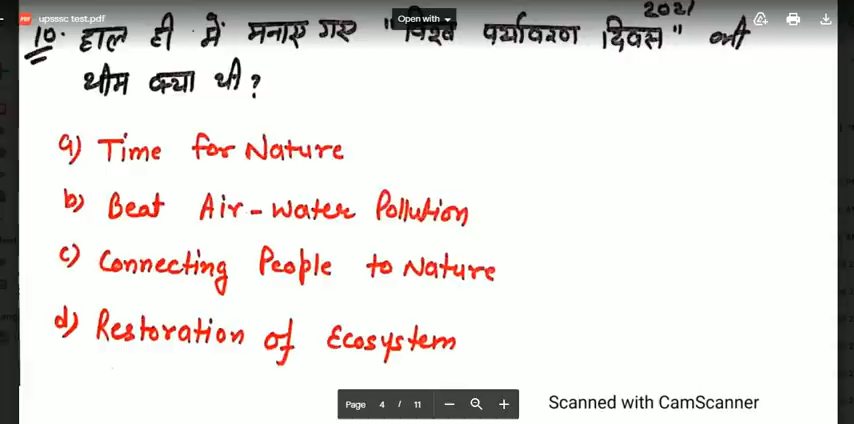 upsssc test.pdf
Open with
2021
10. हाल ही में मनाए गए "विश्व पर्यावरण दिवस" की
थीम क्या थी?
a) Time for Nature
b) Beat Air-Water Pollution
c) Connecting People to Nature
d) Restoration of Ecosystem
Page 4 / 11
Scanned with CamScanner